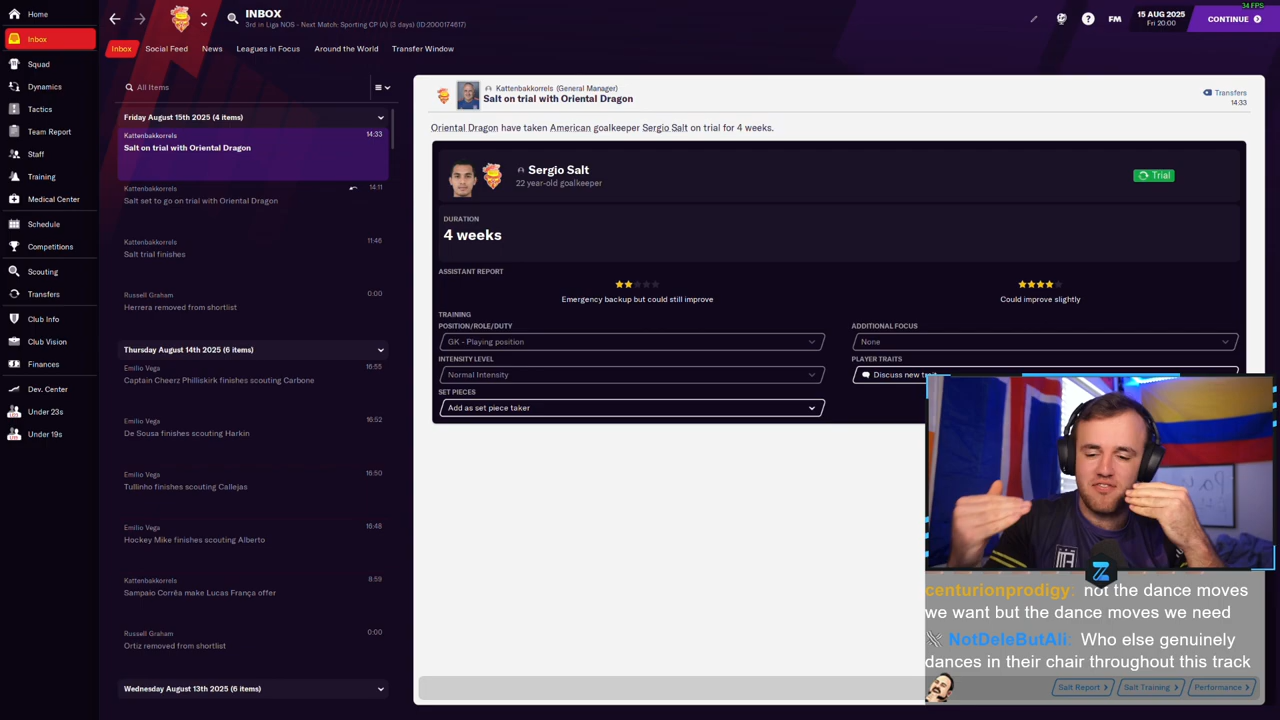 34 FPS
INBOX
3rd in Liga NOS - Next Match: Sporting CP (A) (3 days) (ID:2000174617)
15 AUG 2025
Fri 20:00
FM
CONTINUE
Home
Inbox
Squad
Dynamics
Tactics
Team Report
Staff
Training
Medical Center
Schedule
Competitions
Scouting
Transfers
Club Info
Club Vision
Finances
Dev. Center
Under 23s
Under 19s
Inbox
Social Feed
News
Leagues in Focus
Around the World
Transfer Window
All Items
Friday August 15th 2025 (4 items)
Kattenbakkorrels 14:33
Salt on trial with Oriental Dragon
Kattenbakkorrels 14:11
Salt set to go on trial with Oriental Dragon
Kattenbakkorrels 11:46
Salt trial finishes
Russell Graham 0:00
Herrera removed from shortlist
Thursday August 14th 2025 (6 items)
Emilio Vega 16:55
Captain Cheerz Philliskirk finishes scouting Carbone
Emilio Vega 16:52
De Sousa finishes scouting Harkin
Emilio Vega 16:50
Tullinho finishes scouting Callejas
Emilio Vega 16:48
Hockey Mike finishes scouting Alberto
Kattenbakkorrels 8:59
Sampaio Corrêa make Lucas França offer
Russell Graham 0:00
Ortiz removed from shortlist
Wednesday August 13th 2025 (6 items)
Kattenbakkorrels (General Manager)
Salt on trial with Oriental Dragon
Transfers
14:33
Oriental Dragon have taken American goalkeeper Sergio Salt on trial for 4 weeks.
Sergio Salt
22 year-old goalkeeper
Trial
DURATION
4 weeks
ASSISTANT REPORT
Emergency backup but could still improve
Could improve slightly
TRAINING
POSITION/ROLE/DUTY
GK - Playing position
ADDITIONAL FOCUS
None
INTENSITY LEVEL
Normal Intensity
PLAYER TRAITS
Discuss new trait
SET PIECES
Add as set piece taker
centurionprodigy: not the dance moves
we want but the dance moves we need
NotDeleButAli: Who else genuinely
dances in their chair throughout this track
Salt Report
Salt Training
Performance